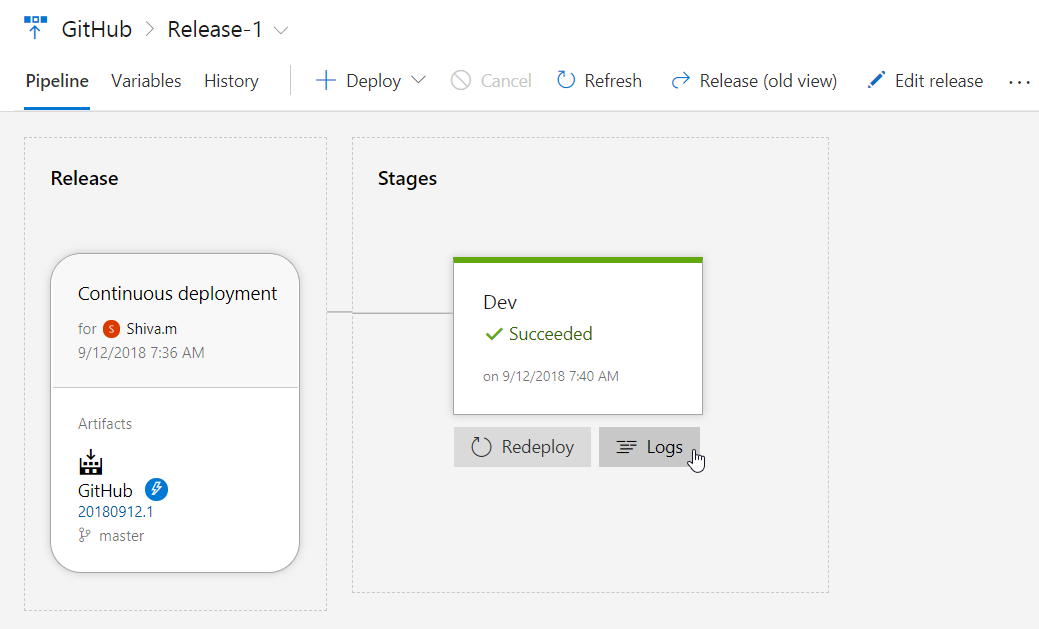 GitHub > Release-1
Pipeline Variables History Deploy Cancel Refresh Release (old view) Edit release ...
Release
Continuous deployment
for S Shiva.m
9/12/2018 7:36 AM
Artifacts
GitHub
20180912.1
master
Stages
Dev
Succeeded
on 9/12/2018 7:40 AM
Redeploy Logs